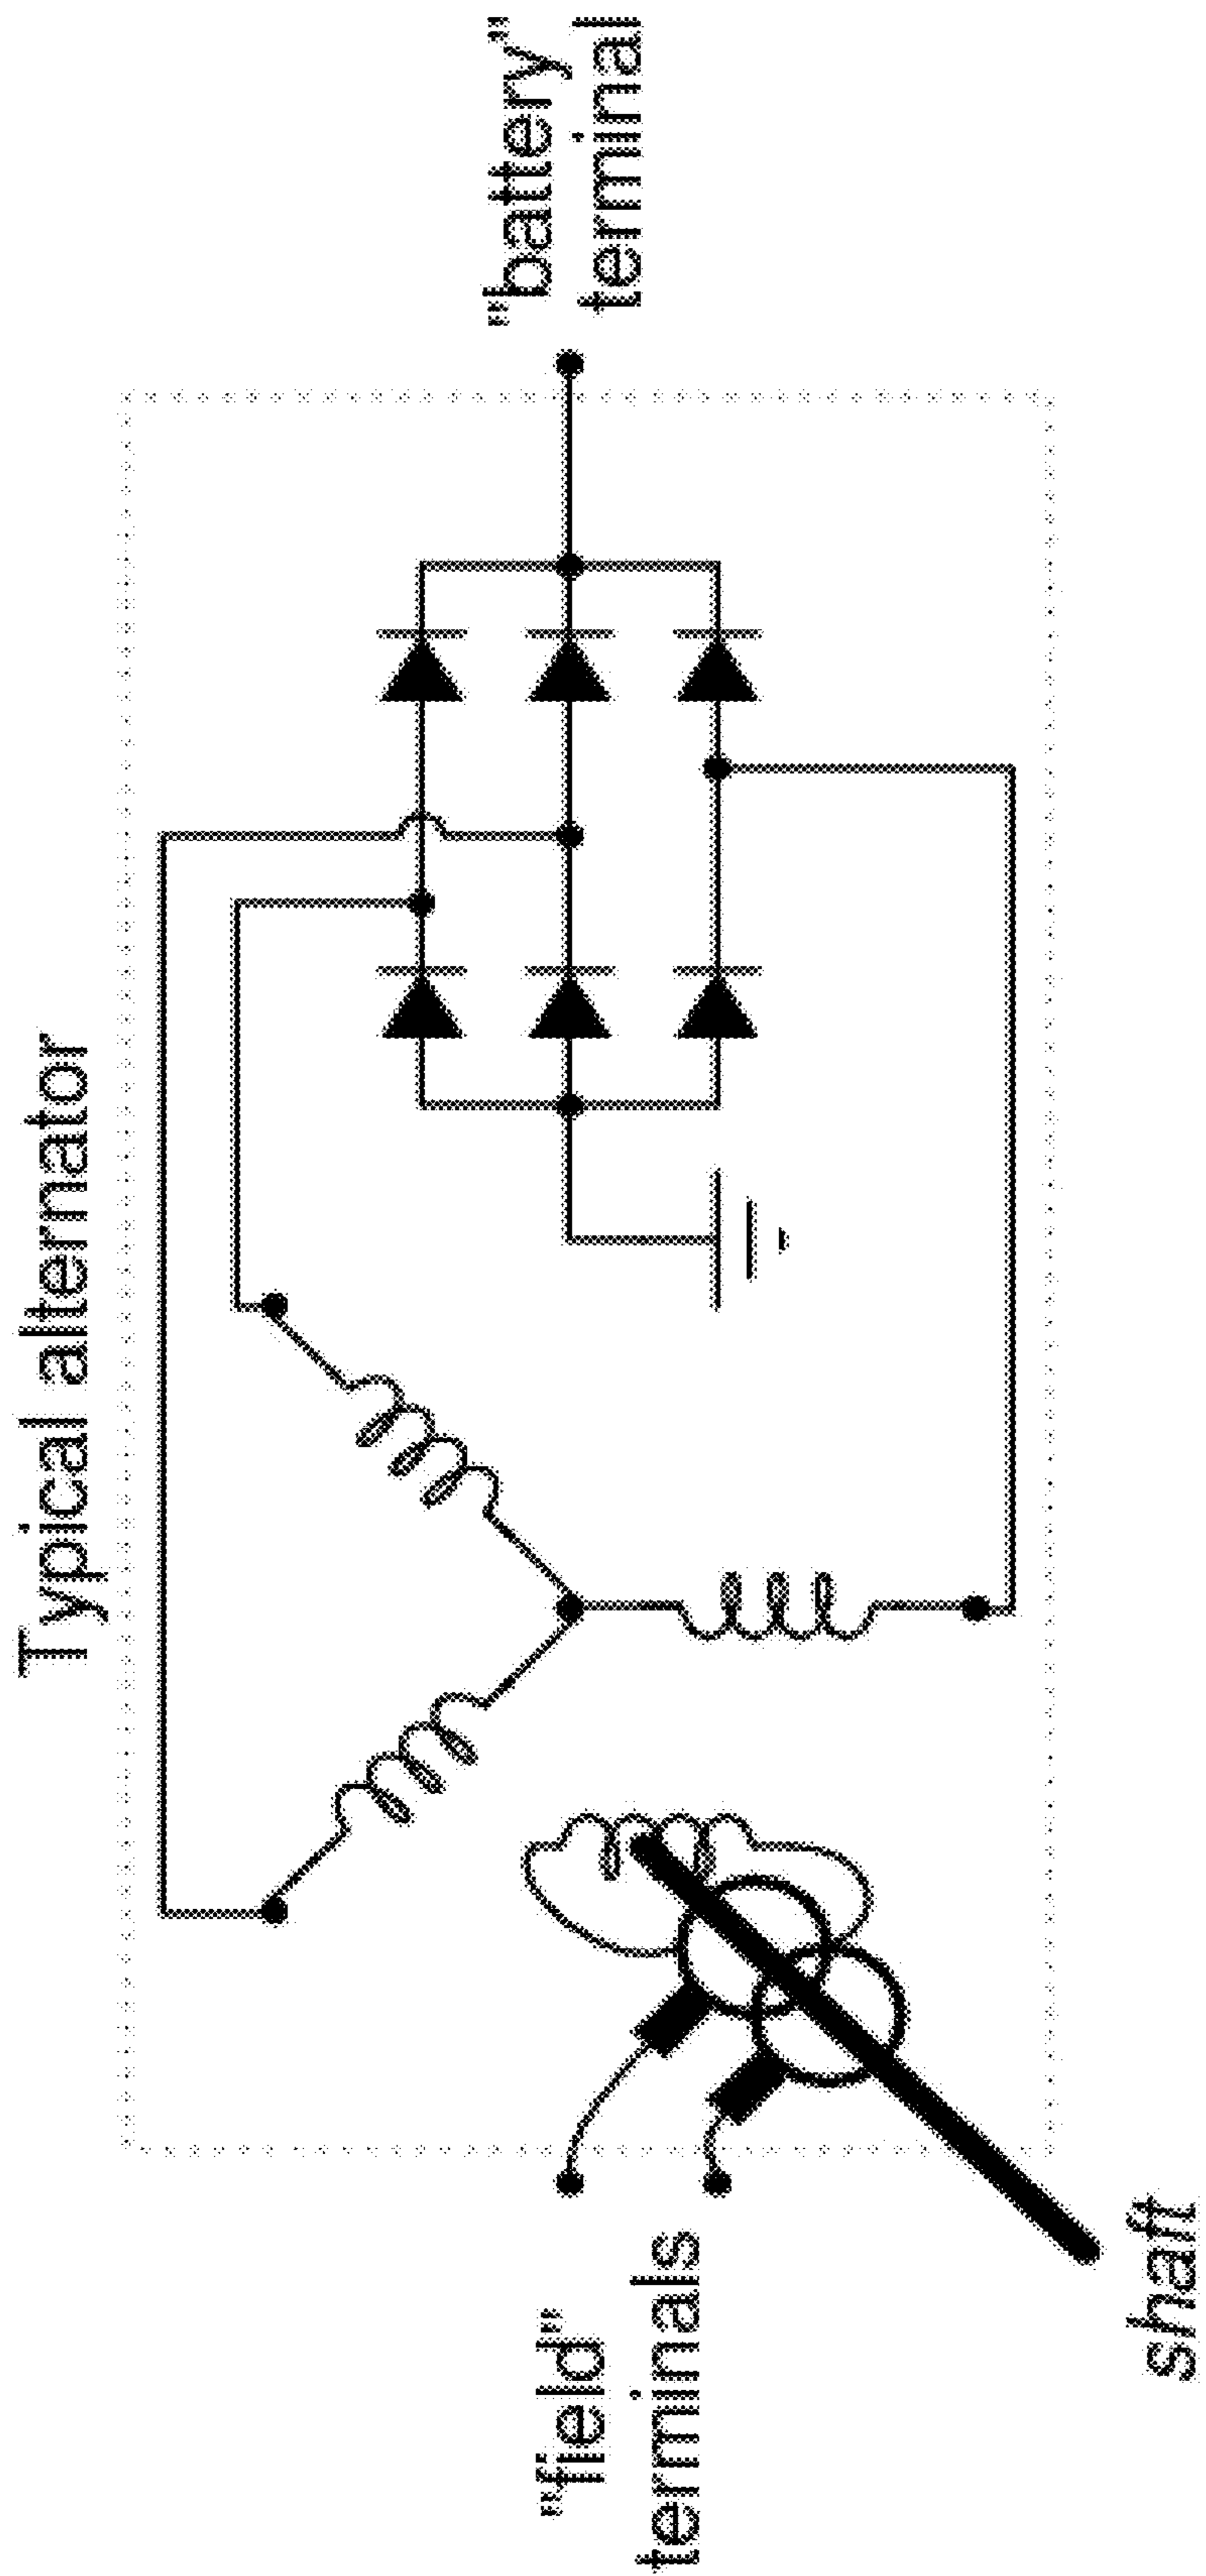 Typical alternator
"battery"
terminal
"field"
terminals
shaft